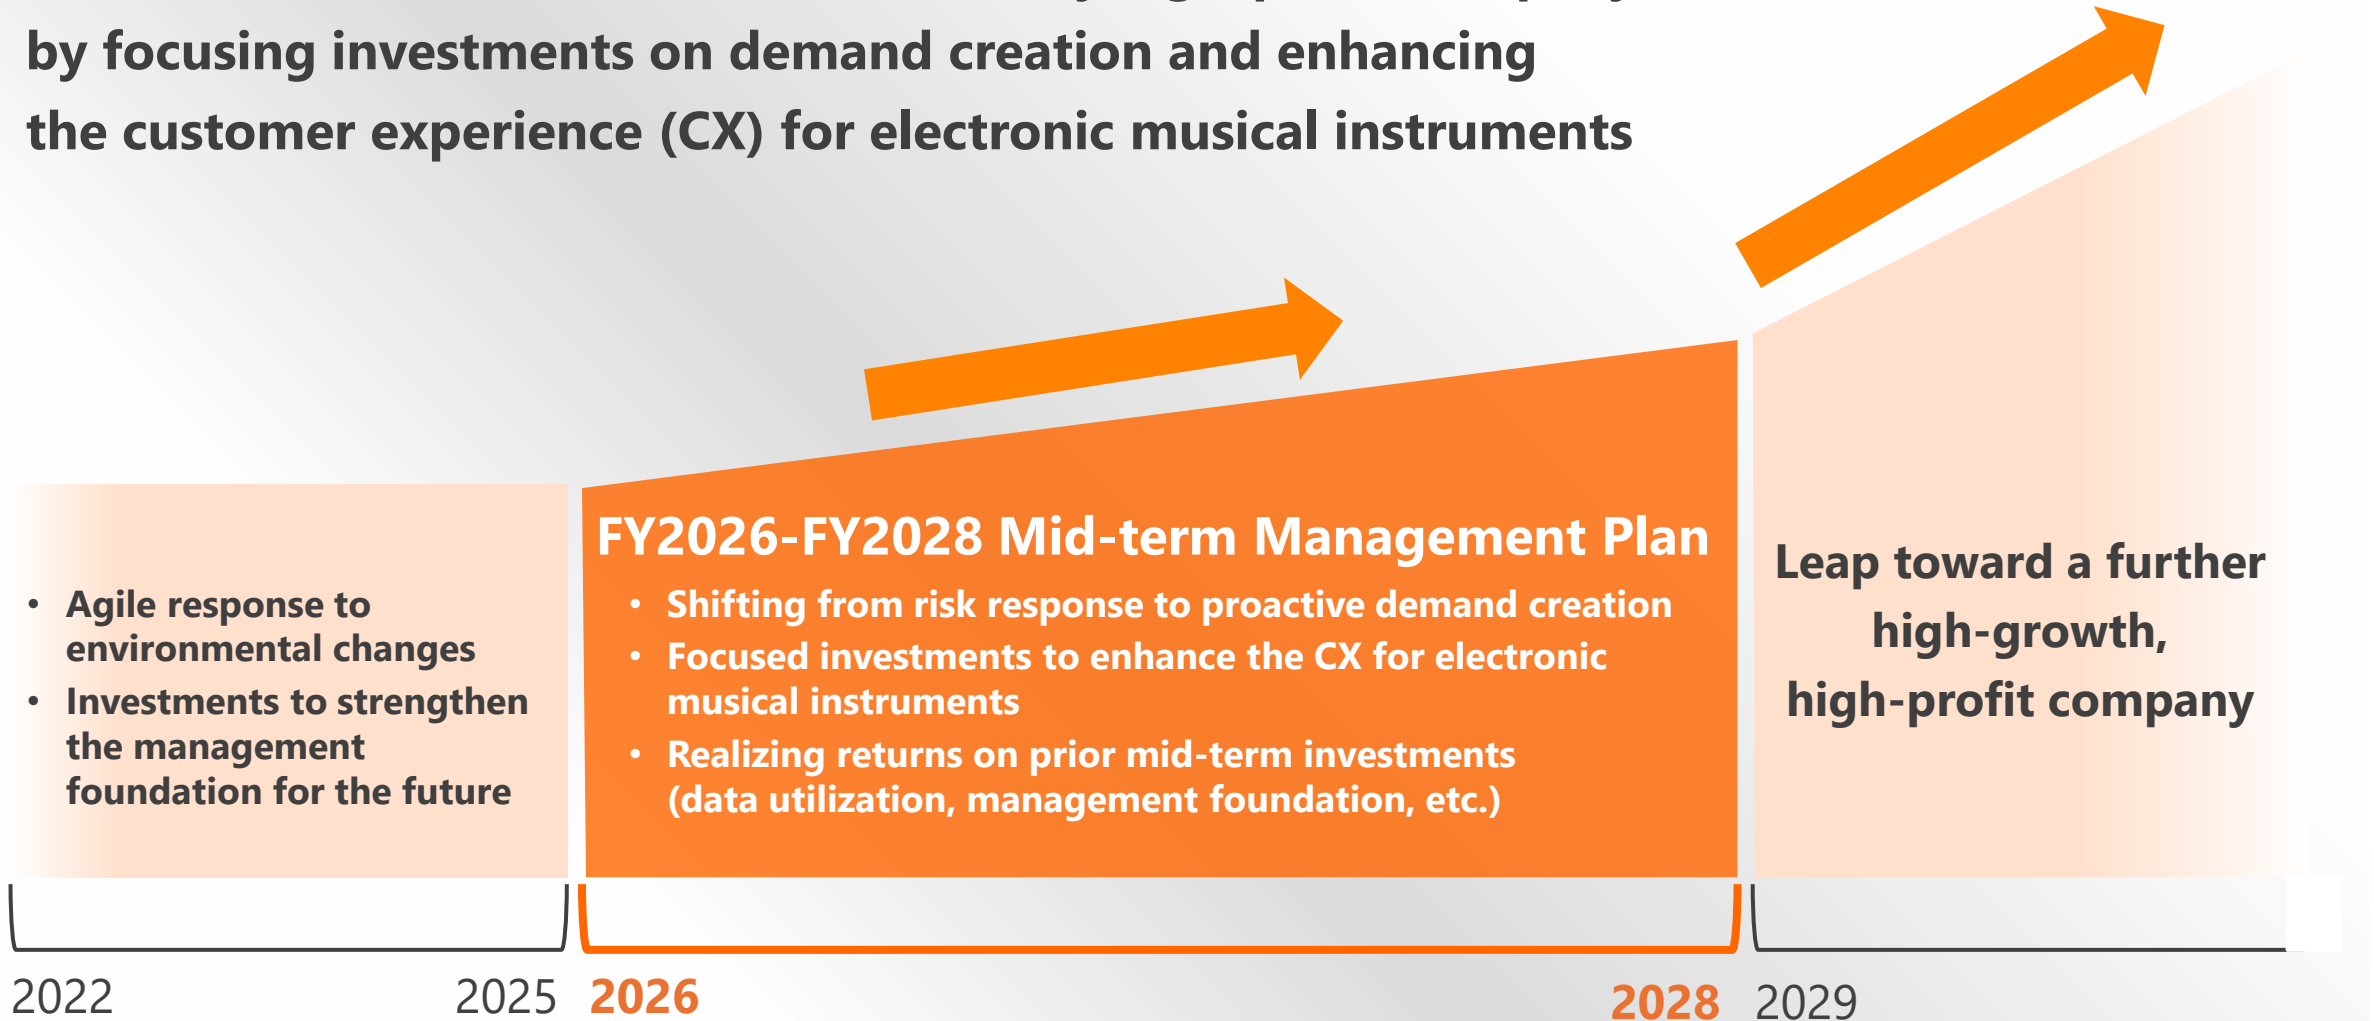 by focusing investments on demand creation and enhancing
the customer experience (CX) for electronic musical instruments
• Agile response to
environmental changes
• Investments to strengthen
the management
foundation for the future
FY2026-FY2028 Mid-term Management Plan
• Shifting from risk response to proactive demand creation
• Focused investments to enhance the CX for electronic
musical instruments
• Realizing returns on prior mid-term investments
(data utilization, management foundation, etc.)
Leap toward a further
high-growth,
high-profit company
2022
2025
2026
2028
2029